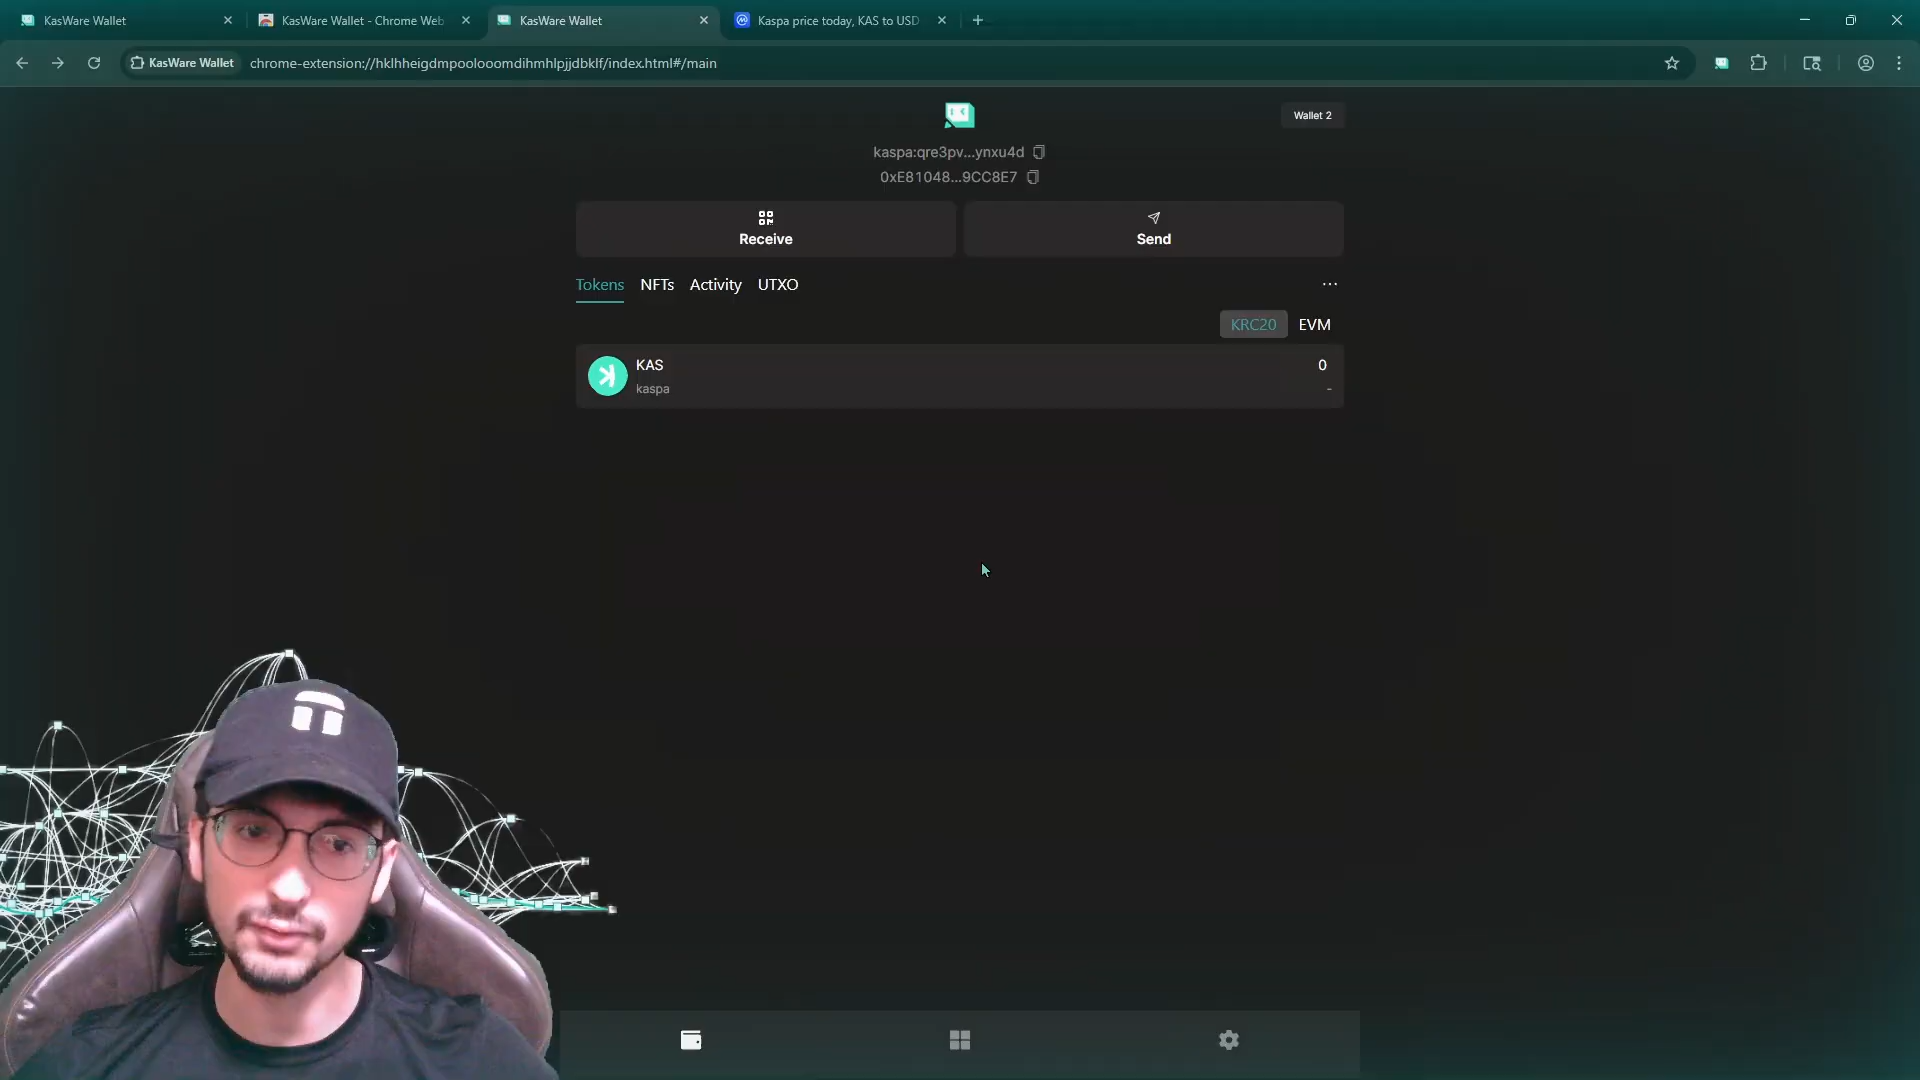 KasWare Wallet
KasWare Wallet - Chrome Web
KasWare Wallet
Kaspa price today, KAS to USD
KasWare Wallet
chrome-extension://hklhheigdmpoolooomdihmhlpjjdbklf/index.html#/main
Wallet 2
kaspa:qre3pv...ynxu4d
0xE81048...9CC8E7
Receive
Send
Tokens
NFTs
Activity
UTXO
...
KRC20
EVM
KAS
0
kaspa
-